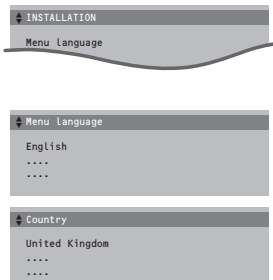 INSTALLATION
Menu language
Menu language
English
....
....
Country
United Kingdom
....
....